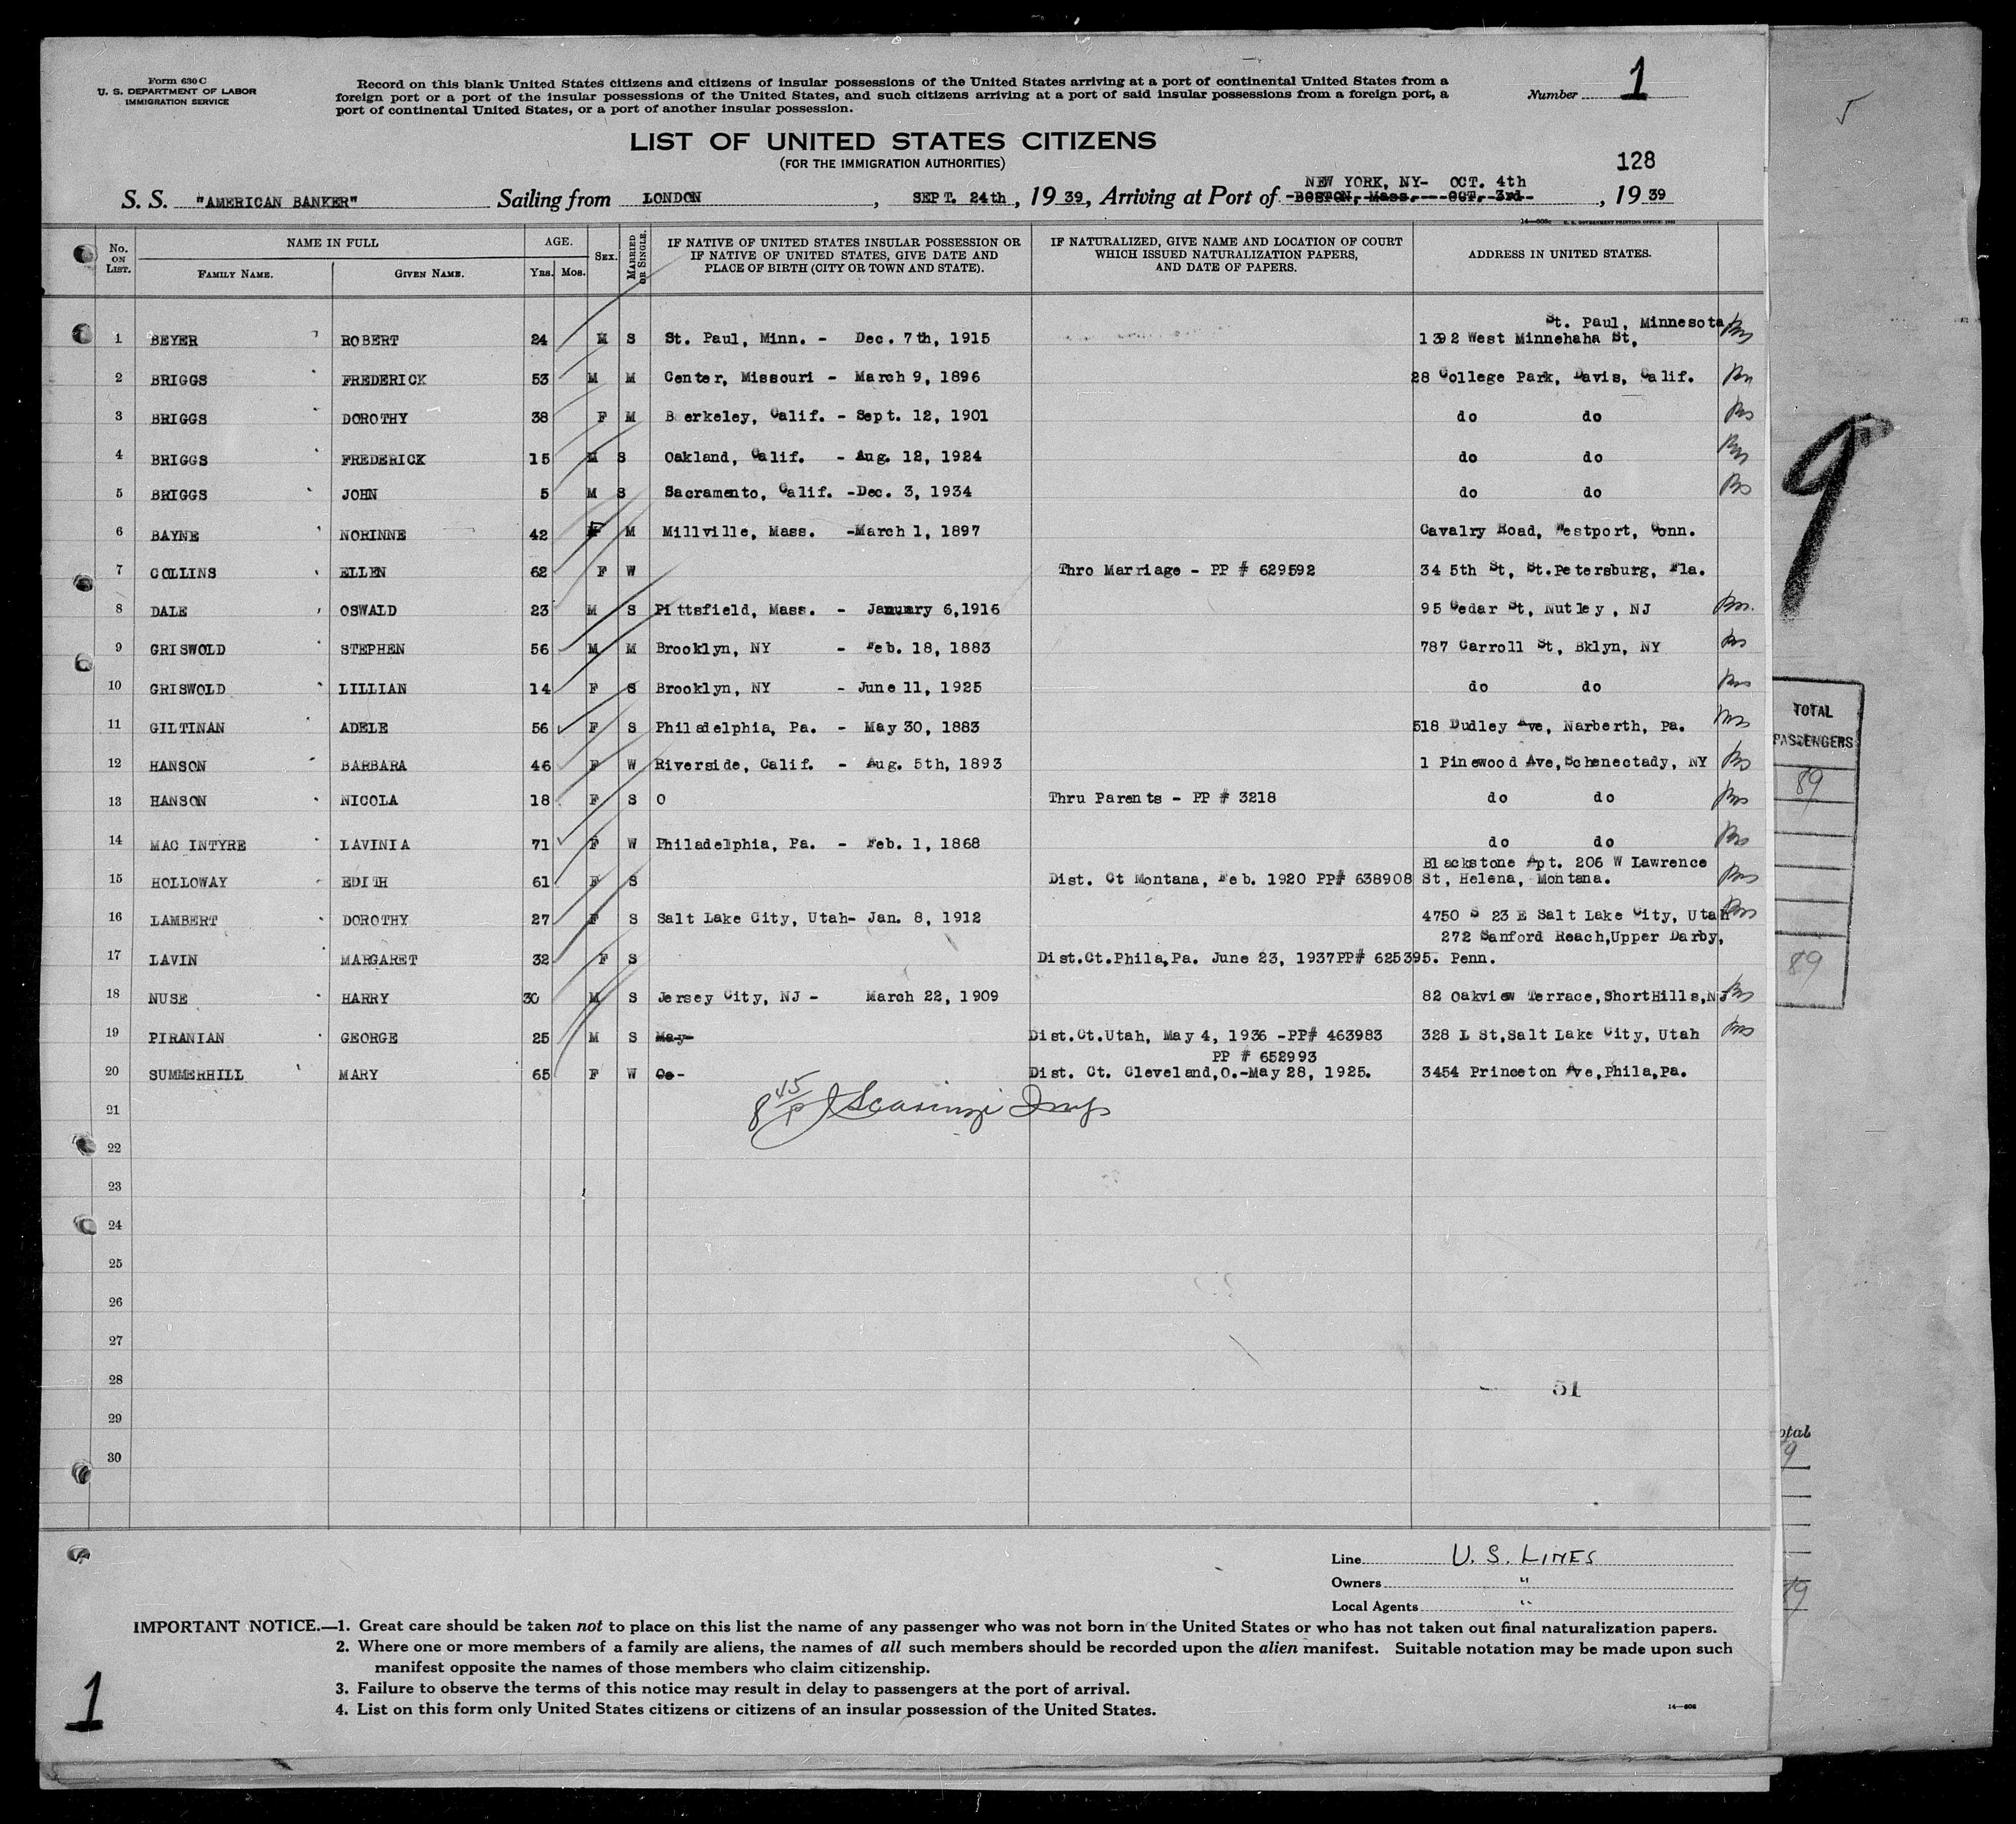 Form 630 C
U. S. DEPARTMENT OF LABOR
IMMIGRATION SERVICE
Record on this blank United States citizens and citizens of insular possessions of the United States arriving at a port of continental United States from a
foreign port or a port of the insular possessions of the United States, and such citizens arriving at a port of said insular possessions from a foreign port, a
port of continental United States, or a port of another insular possession.
Number 1
LIST OF UNITED STATES CITIZENS
(FOR THE IMMIGRATION AUTHORITIES)
128
NEW YORK, NY- OCT. 4th
S. S. "AMERICAN BANKER" Sailing from LONDON, SEPT. 24th, 1939, Arriving at Port of BOSTON, Mass. OCT. 3rd, 1939
No. ON LIST. NAME IN FULL AGE. SEX. MARRIED OR SINGLE. IF NATIVE OF UNITED STATES INSULAR POSSESSION OR IF NATIVE OF UNITED STATES, GIVE DATE AND PLACE OF BIRTH (CITY OR TOWN AND STATE). IF NATURALIZED, GIVE NAME AND LOCATION OF COURT WHICH ISSUED NATURALIZATION PAPERS, AND DATE OF PAPERS. ADDRESS IN UNITED STATES.
FAMILY NAME. GIVEN NAME. Yrs. Mos.
St. Paul, Minnesota
1 BEYER ROBERT 24 M S St. Paul, Minn. - Dec. 7th, 1915 1392 West Minnehaha St,
2 BRIGGS FREDERICK 53 M M Center, Missouri - March 9, 1896 28 College Park, Davis, Calif.
3 BRIGGS DOROTHY 38 F M Berkeley, Calif. - Sept. 12, 1901 do do
4 BRIGGS FREDERICK 15 M S Oakland, Calif. - Aug. 12, 1924 do do
5 BRIGGS JOHN 5 M S Sacramento, Calif. -Dec. 3, 1934 do do
6 BAYNE NORINNE 42 F M Millville, Mass. -March 1, 1897 Cavalry Road, Westport, Conn.
7 COLLINS ELLEN 62 F W Thro Marriage - PP # 629592 34 5th St, St.Petersburg, Fla.
8 DALE OSWALD 23 M S Pittsfield, Mass. - January 6,1916 95 Cedar St, Nutley, NJ
9 GRISWOLD STEPHEN 56 M M Brooklyn, NY - Feb. 18, 1883 787 Carroll St, Bklyn, NY
10 GRISWOLD LILLIAN 14 F S Brooklyn, NY - June 11, 1925 do do
11 GILTINAN ADELE 56 F S Philadelphia, Pa. - May 30, 1883 518 Dudley Ave, Narberth, Pa.
12 HANSON BARBARA 46 F W Riverside, Calif. - Aug. 5th, 1893 1 Pinewood Ave,Schenectady, NY
13 HANSON NICOLA 18 F S O Thru Parents - PP # 3218 do do
14 MAC INTYRE LAVINIA 71 F W Philadelphia, Pa. - Feb. 1, 1868 do do
Blackstone Apt. 206 W Lawrence
15 HOLLOWAY EDITH 61 F S Dist. Ct Montana, Feb. 1920 PP# 638908 St, Helena, Montana.
16 LAMBERT DOROTHY 27 F S Salt Lake City, Utah- Jan. 8, 1912 4750 S 23 E Salt Lake City, Utah
272 Sanford Reach,Upper Darby,
17 LAVIN MARGARET 32 F S Dist.Ct.Phila,Pa. June 23, 1937PP# 625395. Penn.
18 NUSE HARRY 30 M S Jersey City, NJ - March 22, 1909 82 Oakview Terrace,ShortHills,NJ
19 PIRANIAN GEORGE 25 M S May- Dist.Ct.Utah, May 4, 1936 -PP# 463983 328 L St,Salt Lake City, Utah
PP # 652993
20 SUMMERHILL MARY 65 F W Oc- Dist. Ct. Cleveland,O.-May 28, 1925. 3454 Princeton Ave,Phila,Pa.
21
22
23
24
25
26
27
28 51
29
30
Line U. S. LINES
Owners "
Local Agents "
IMPORTANT NOTICE.—1. Great care should be taken not to place on this list the name of any passenger who was not born in the United States or who has not taken out final naturalization papers.
2. Where one or more members of a family are aliens, the names of all such members should be recorded upon the alien manifest. Suitable notation may be made upon such
manifest opposite the names of those members who claim citizenship.
3. Failure to observe the terms of this notice may result in delay to passengers at the port of arrival.
4. List on this form only United States citizens or citizens of an insular possession of the United States.
14—608
1
9
TOTAL
PASSENGERS
89
89